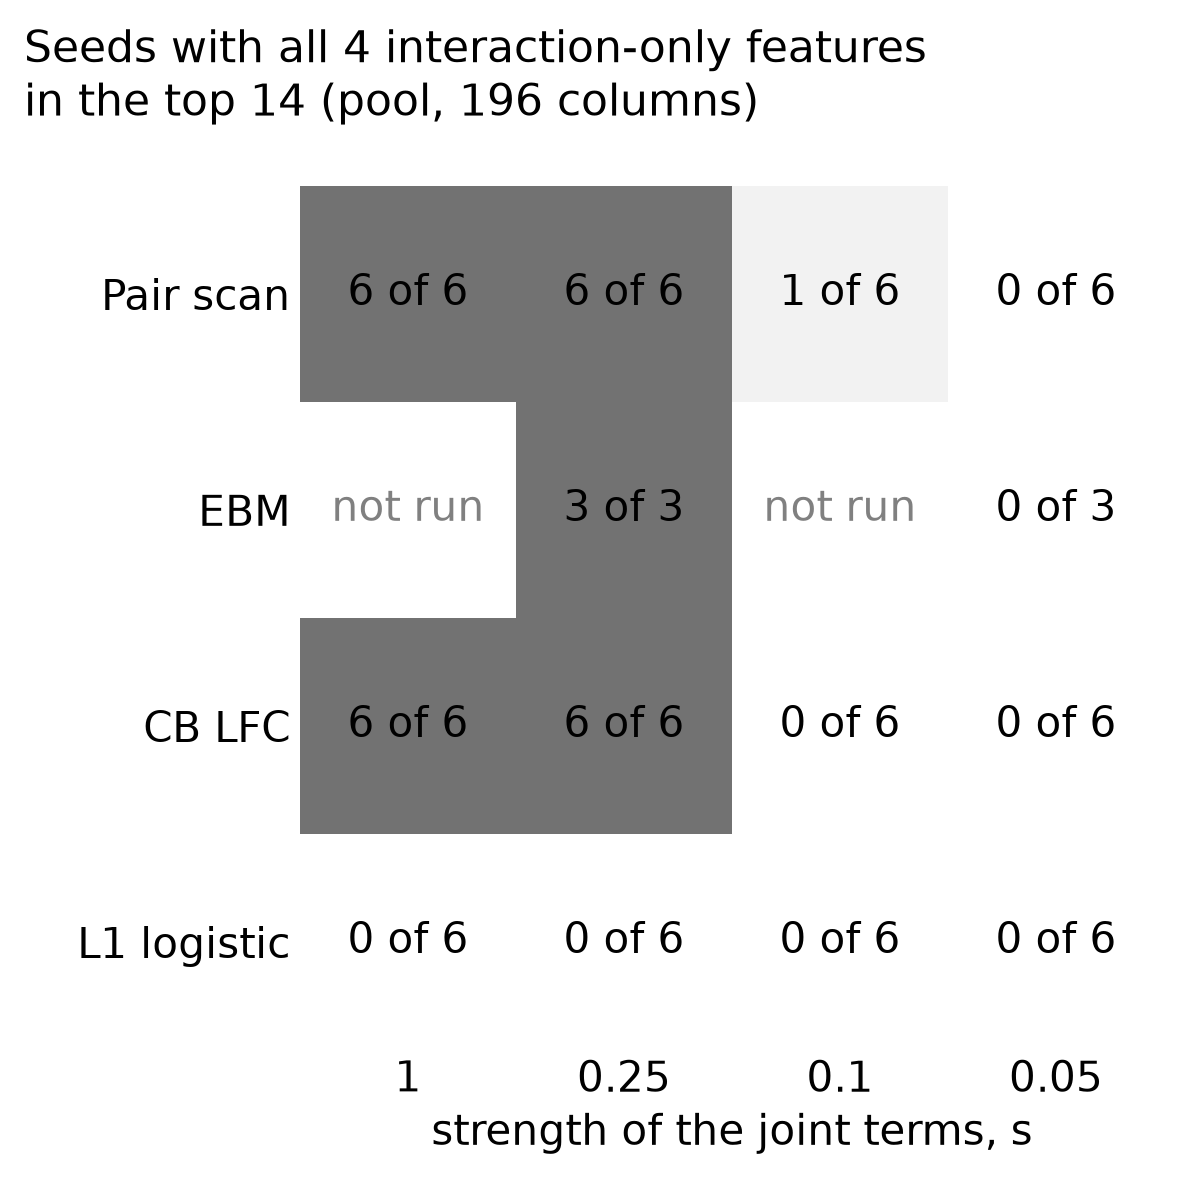 Seeds with all 4 interaction-only features
in the top 14 (pool, 196 columns)
Pair scan 6 of 6 6 of 6 1 of 6 0 of 6
EBM not run 3 of 3 not run 0 of 3
CB LFC 6 of 6 6 of 6 0 of 6 0 of 6
L1 logistic 0 of 6 0 of 6 0 of 6 0 of 6
1 0.25 0.1 0.05
strength of the joint terms, s